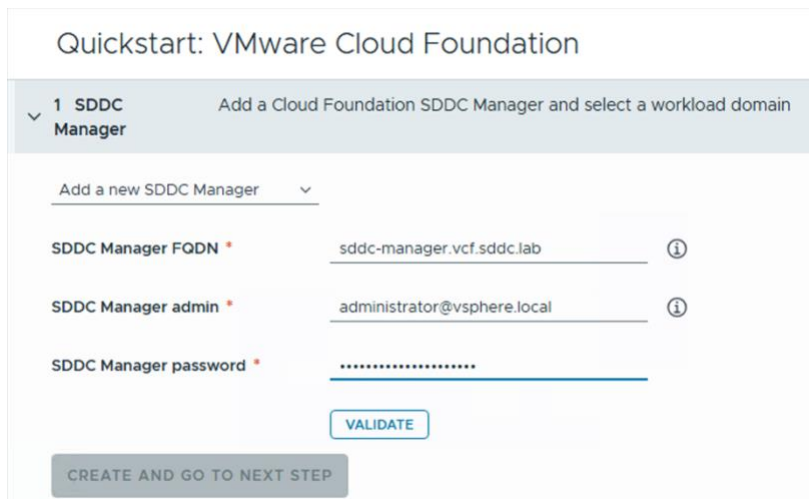 Quickstart: VMware Cloud Foundation
1 SDDC Manager
Add a Cloud Foundation SDDC Manager and select a workload domain
Add a new SDDC Manager
SDDC Manager FQDN * sddc-manager.vcf.sddc.lab
SDDC Manager admin * administrator@vsphere.local
SDDC Manager password * •••••••••••••••••••••
VALIDATE
CREATE AND GO TO NEXT STEP